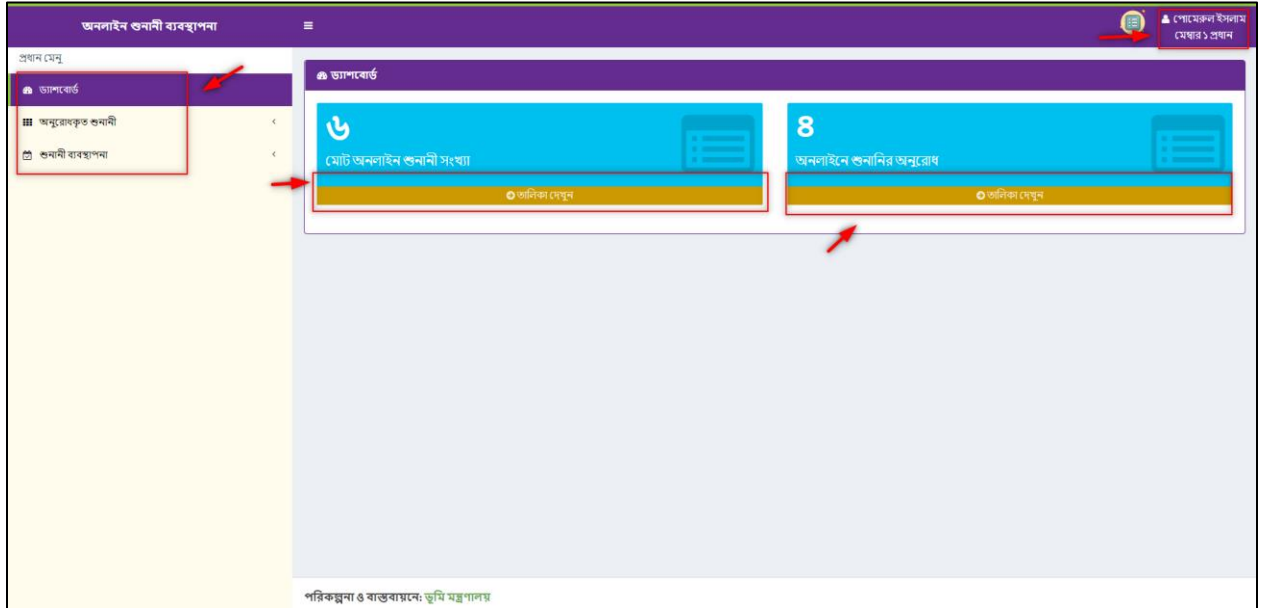 অনলাইন শুনানী ব্যবস্থাপনা
পোমেরুল ইসলাম
মেম্বার ১ প্রধান
প্রধান মেনু
ড্যাশবোর্ড
অনুরোধকৃত শুনানী
শুনানী ব্যবস্থাপনা
ড্যাশবোর্ড
৬
মোট অনলাইন শুনানী সংখ্যা
তালিকা দেখুন
৪
অনলাইনে শুনানির অনুরোধ
তালিকা দেখুন
পরিকল্পনা ও বাস্তবায়নে: ভূমি মন্ত্রণালয়